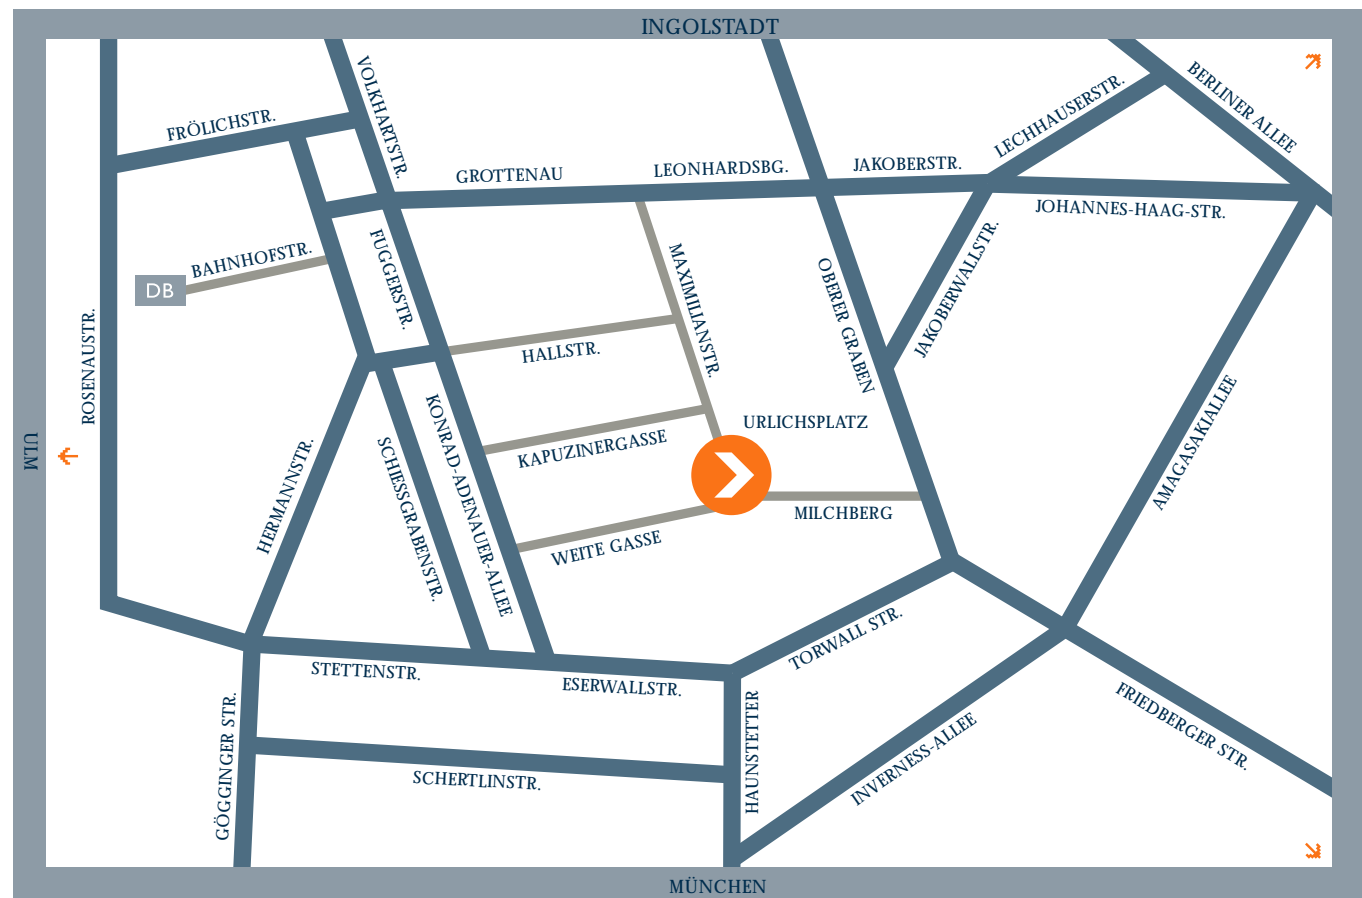 INGOLSTADT
VOLKHARTSTR.
BERLINER ALLEE
LECHHAUSERSTR.
FRÖLICHSTR.
GROTTENAU
LEONHARDSBG.
JAKOBERSTR.
JOHANNES-HAAG-STR.
BAHNHOFSTR.
DB
FUGGERSTR.
MAXIMILIANSTR.
OBERER GRABEN
JAKOBERWALLSTR.
ROSENAUSTR.
HALLSTR.
URLICHSPLATZ
AMAGASAKIALLEE
ULM
HERMANNSTR.
SCHIESSGRABENSTR.
KONRAD-ADENAUER-ALLEE
KAPUZINERGASSE
MILCHBERG
WEITE GASSE
TORWALL STR.
STETTENSTR.
ESERWALLSTR.
GÖGGINGER STR.
SCHERTLINSTR.
HAUNSTETTER
INVERNESS-ALLEE
FRIEDBERGER STR.
MÜNCHEN